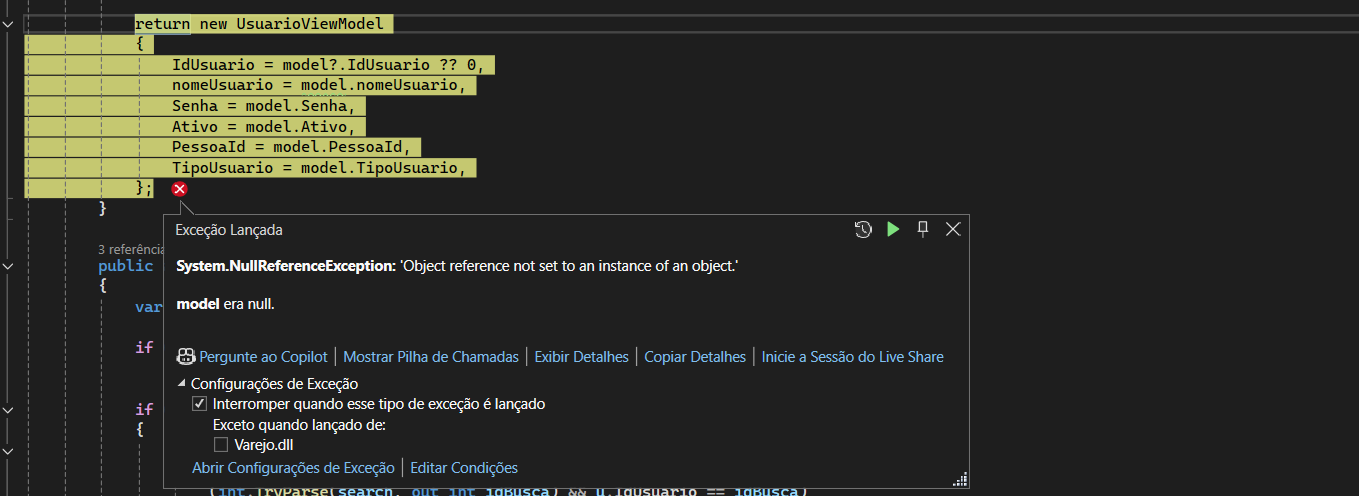 return new UsuarioViewModel
{
IdUsuario = model?.IdUsuario ?? 0,
nomeUsuario = model.nomeUsuario,
Senha = model.Senha,
Ativo = model.Ativo,
PessoaId = model.PessoaId,
TipoUsuario = model.TipoUsuario,
};
}
3 referência
public
{
var
if
if
{
Exceção Lançada
System.NullReferenceException: 'Object reference not set to an instance of an object.'
model era null.
Pergunte ao Copilot | Mostrar Pilha de Chamadas | Exibir Detalhes | Copiar Detalhes | Inicie a Sessão do Live Share
Configurações de Exceção
Interromper quando esse tipo de exceção é lançado
Exceto quando lançado de:
Varejo.dll
Abrir Configurações de Exceção | Editar Condições
(int.TryParse(search, out int idBusca) && u.IdUsuario == idBusca)